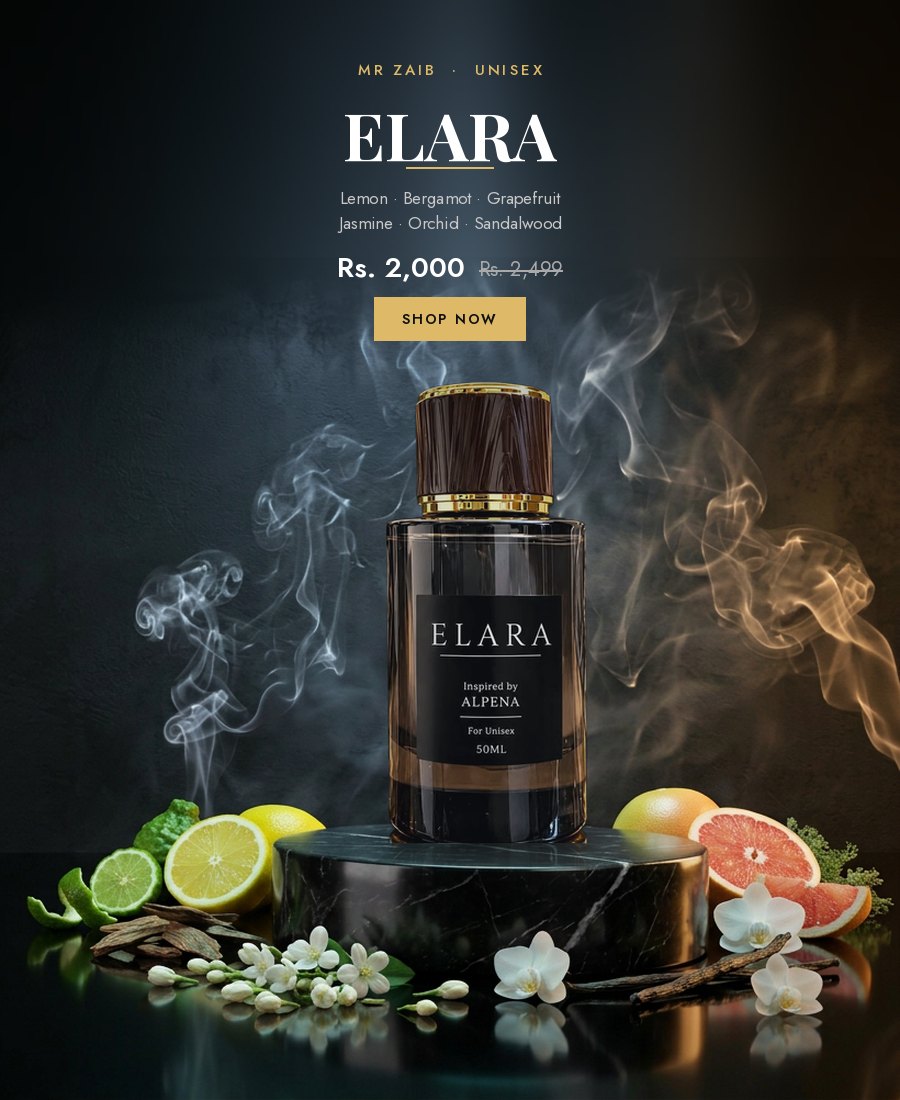 MR ZAIB · UNISEX
ELARA
Lemon · Bergamot · Grapefruit
Jasmine · Orchid · Sandalwood
Rs. 2,000 Rs. 2,499
SHOP NOW
ELARA
Inspired by
ALPENA
For Unisex
50ML